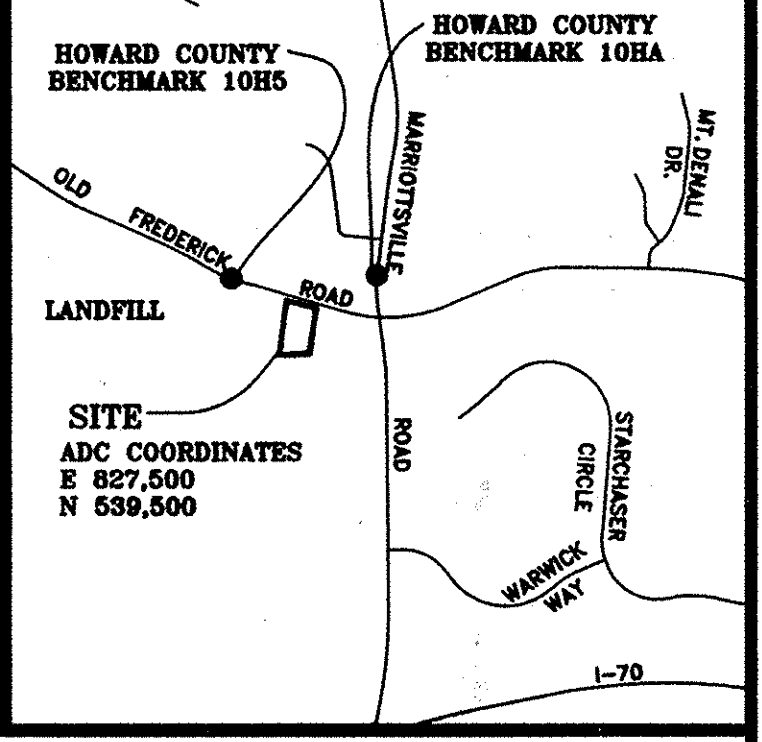 HOWARD COUNTY
BENCHMARK 10H5
HOWARD COUNTY
BENCHMARK 10HA
MARRIOTTSVILLE
MT. DENALI
DR.
OLD
FREDERICK
ROAD
LANDFILL
SITE
ADC COORDINATES
E 827,500
N 539,500
ROAD
STARCHASER
CIRCLE
WARWICK
WAY
I-70